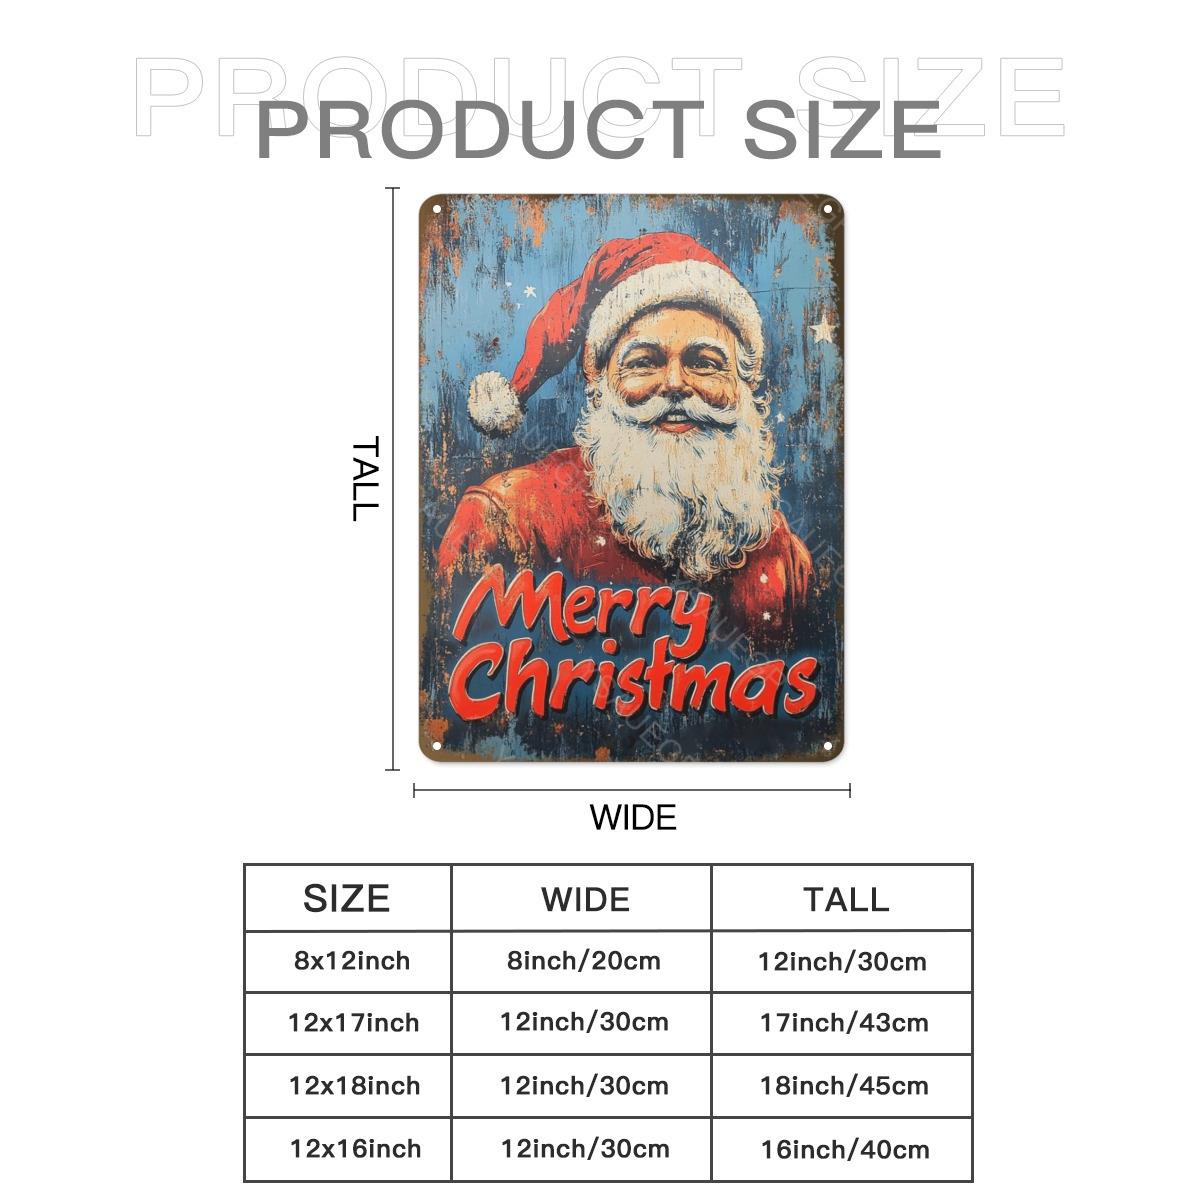 PRODUCT SIZE
PRODUCT SIZE
TALL
Merry
Christmas
WIDE
SIZE WIDE TALL
8x12inch 8inch/20cm 12inch/30cm
12x17inch 12inch/30cm 17inch/43cm
12x18inch 12inch/30cm 18inch/45cm
12x16inch 12inch/30cm 16inch/40cm